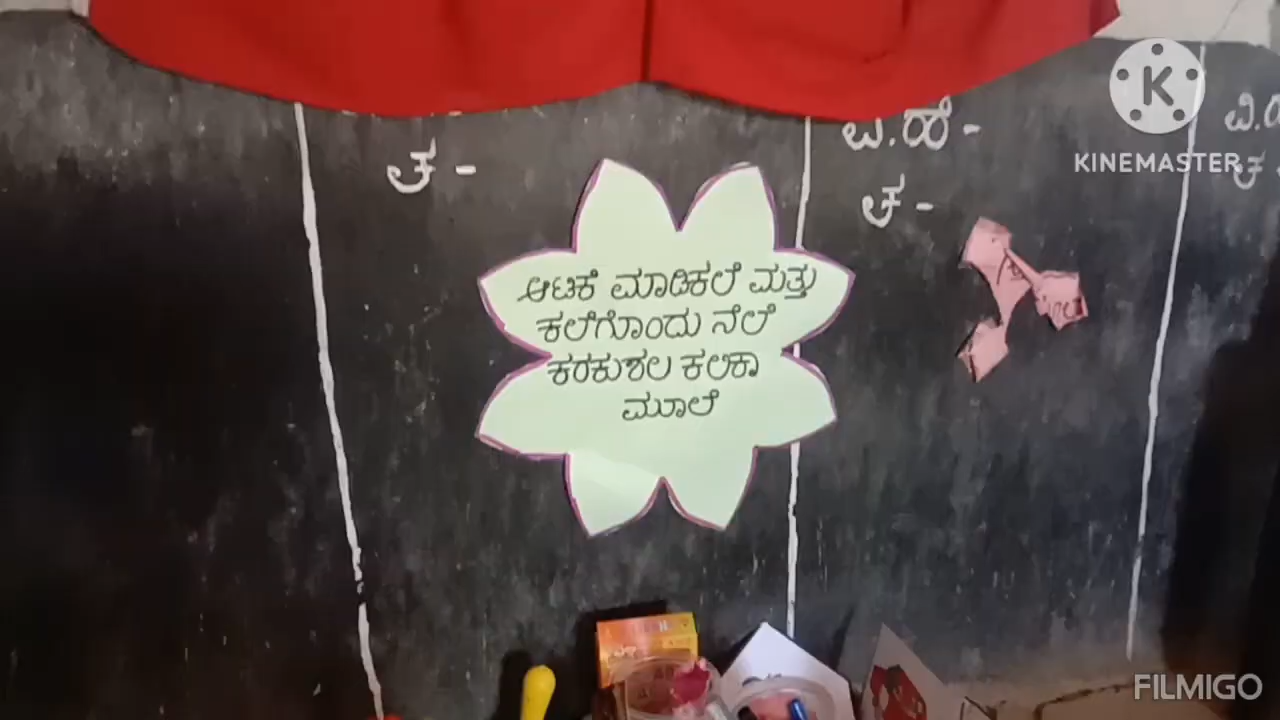 ವಿ.ಹೆ -
ಚ -
ಚ -
KINEMASTER
ಆಟಿಕೆ ಮಾಡಿಕಲೆ ಮತ್ತು
ಕಲೆಗೊಂದು ನೆಲೆ
ಕರಕುಶಲ ಕಲಿಕಾ
ಮೂಲೆ
FILMIGO